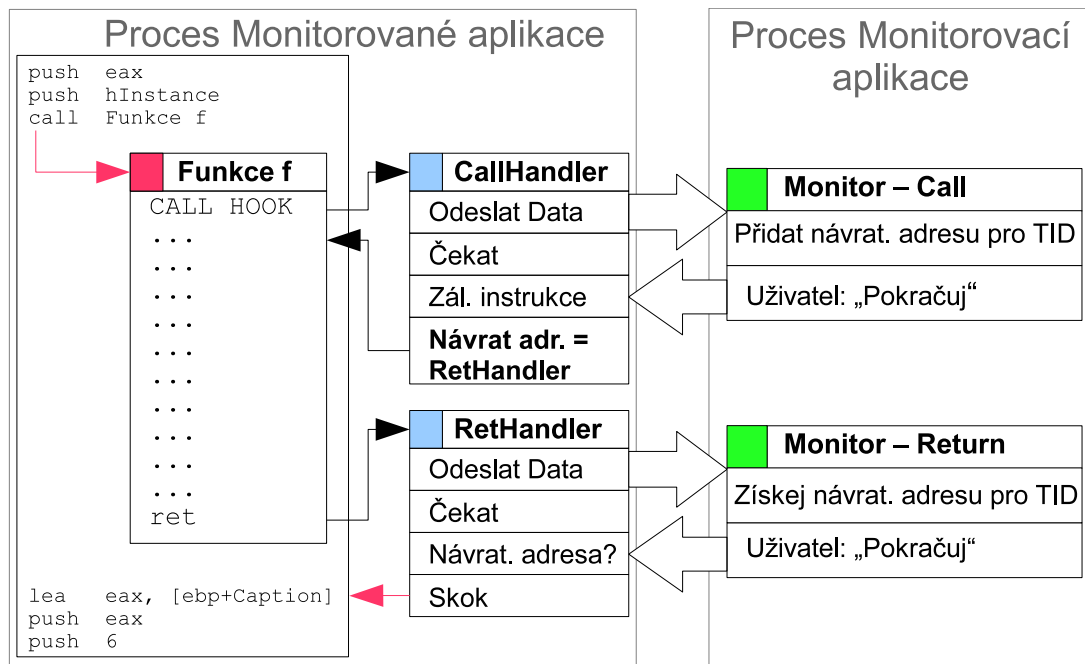 Proces Monitorované aplikace
Proces Monitorovací
aplikace
push eax
push hInstance
call Funkce f
Funkce f
CALL HOOK
...
...
...
...
...
...
...
...
...
...
ret
CallHandler
Odeslat Data
Čekat
Zál. instrukce
Návrat adr. =
RetHandler
Monitor – Call
Přidat návrat. adresu pro TID
Uživatel: „Pokračuj“
RetHandler
Odeslat Data
Čekat
Návrat. adresa?
Skok
Monitor – Return
Získej návrat. adresu pro TID
Uživatel: „Pokračuj“
lea eax, [ebp+Caption]
push eax
push 6